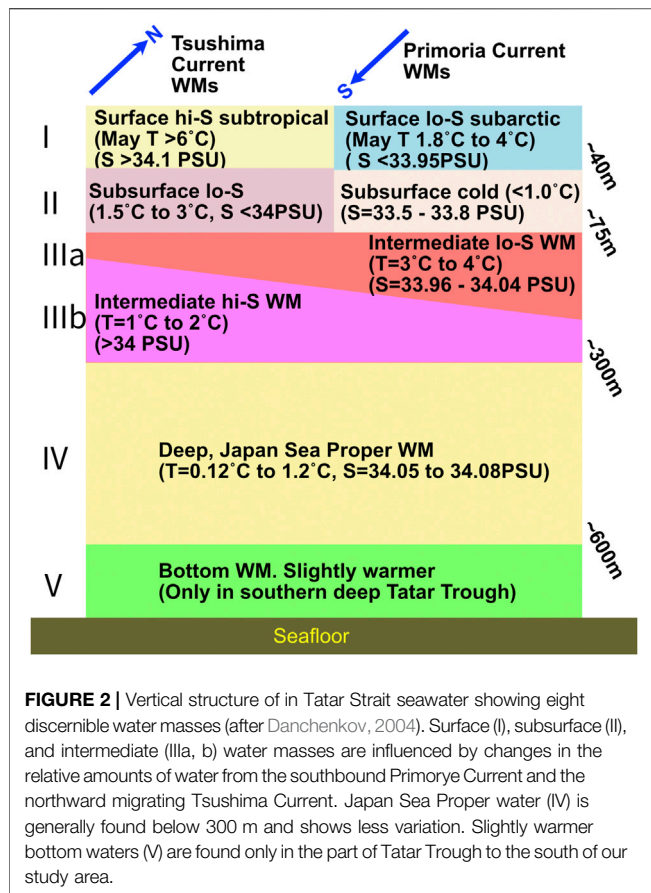 N
Tsushima
Current
WMs
S
Primoria Current
WMs
I
Surface hi-S subtropical
(May T >6˚C)
(S >34.1 PSU)
Surface lo-S subarctic
(May T 1.8˚C to 4˚C)
( S <33.95PSU)
~40m
II
Subsurface lo-S
(1.5˚C to 3˚C, S <34PSU)
Subsurface cold (<1.0˚C)
(S=33.5 - 33.8 PSU)
~75m
IIIa
Intermediate lo-S WM
(T=3˚C to 4˚C)
(S=33.96 - 34.04 PSU)
IIIb
Intermediate hi-S WM
(T=1˚C to 2˚C)
(>34 PSU)
~300m
IV
Deep, Japan Sea Proper WM
(T=0.12˚C to 1.2˚C, S=34.05 to 34.08PSU)
~600m
V
Bottom WM. Slightly warmer
(Only in southern deep Tatar Trough)
Seafloor
FIGURE 2 | Vertical structure of in Tatar Strait seawater showing eight
discernible water masses (after Danchenkov, 2004). Surface (I), subsurface (II),
and intermediate (IIIa, b) water masses are influenced by changes in the
relative amounts of water from the southbound Primorye Current and the
northward migrating Tsushima Current. Japan Sea Proper water (IV) is
generally found below 300 m and shows less variation. Slightly warmer
bottom waters (V) are found only in the part of Tatar Trough to the south of our
study area.